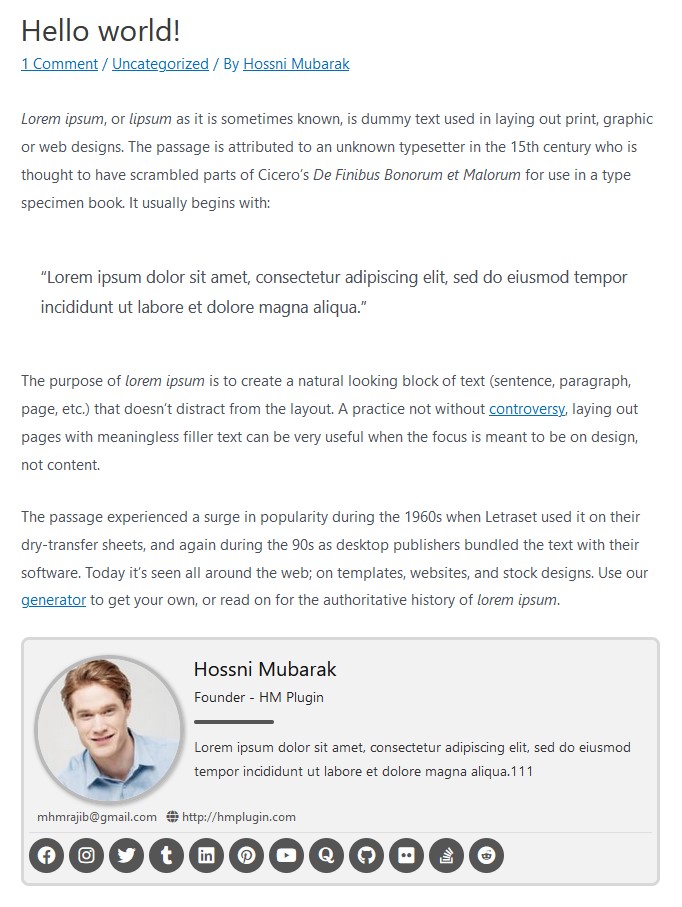 Hello world!
1 Comment / Uncategorized / By Hossni Mubarak
Lorem ipsum, or lipsum as it is sometimes known, is dummy text used in laying out print, graphic
or web designs. The passage is attributed to an unknown typesetter in the 15th century who is
thought to have scrambled parts of Cicero’s De Finibus Bonorum et Malorum for use in a type
specimen book. It usually begins with:
“Lorem ipsum dolor sit amet, consectetur adipiscing elit, sed do eiusmod tempor
incididunt ut labore et dolore magna aliqua.”
The purpose of lorem ipsum is to create a natural looking block of text (sentence, paragraph,
page, etc.) that doesn’t distract from the layout. A practice not without controversy, laying out
pages with meaningless filler text can be very useful when the focus is meant to be on design,
not content.
The passage experienced a surge in popularity during the 1960s when Letraset used it on their
dry-transfer sheets, and again during the 90s as desktop publishers bundled the text with their
software. Today it’s seen all around the web; on templates, websites, and stock designs. Use our
generator to get your own, or read on for the authoritative history of lorem ipsum.
Hossni Mubarak
Founder - HM Plugin
Lorem ipsum dolor sit amet, consectetur adipiscing elit, sed do eiusmod
tempor incididunt ut labore et dolore magna aliqua.111
mhmrajib@gmail.com http://hmplugin.com